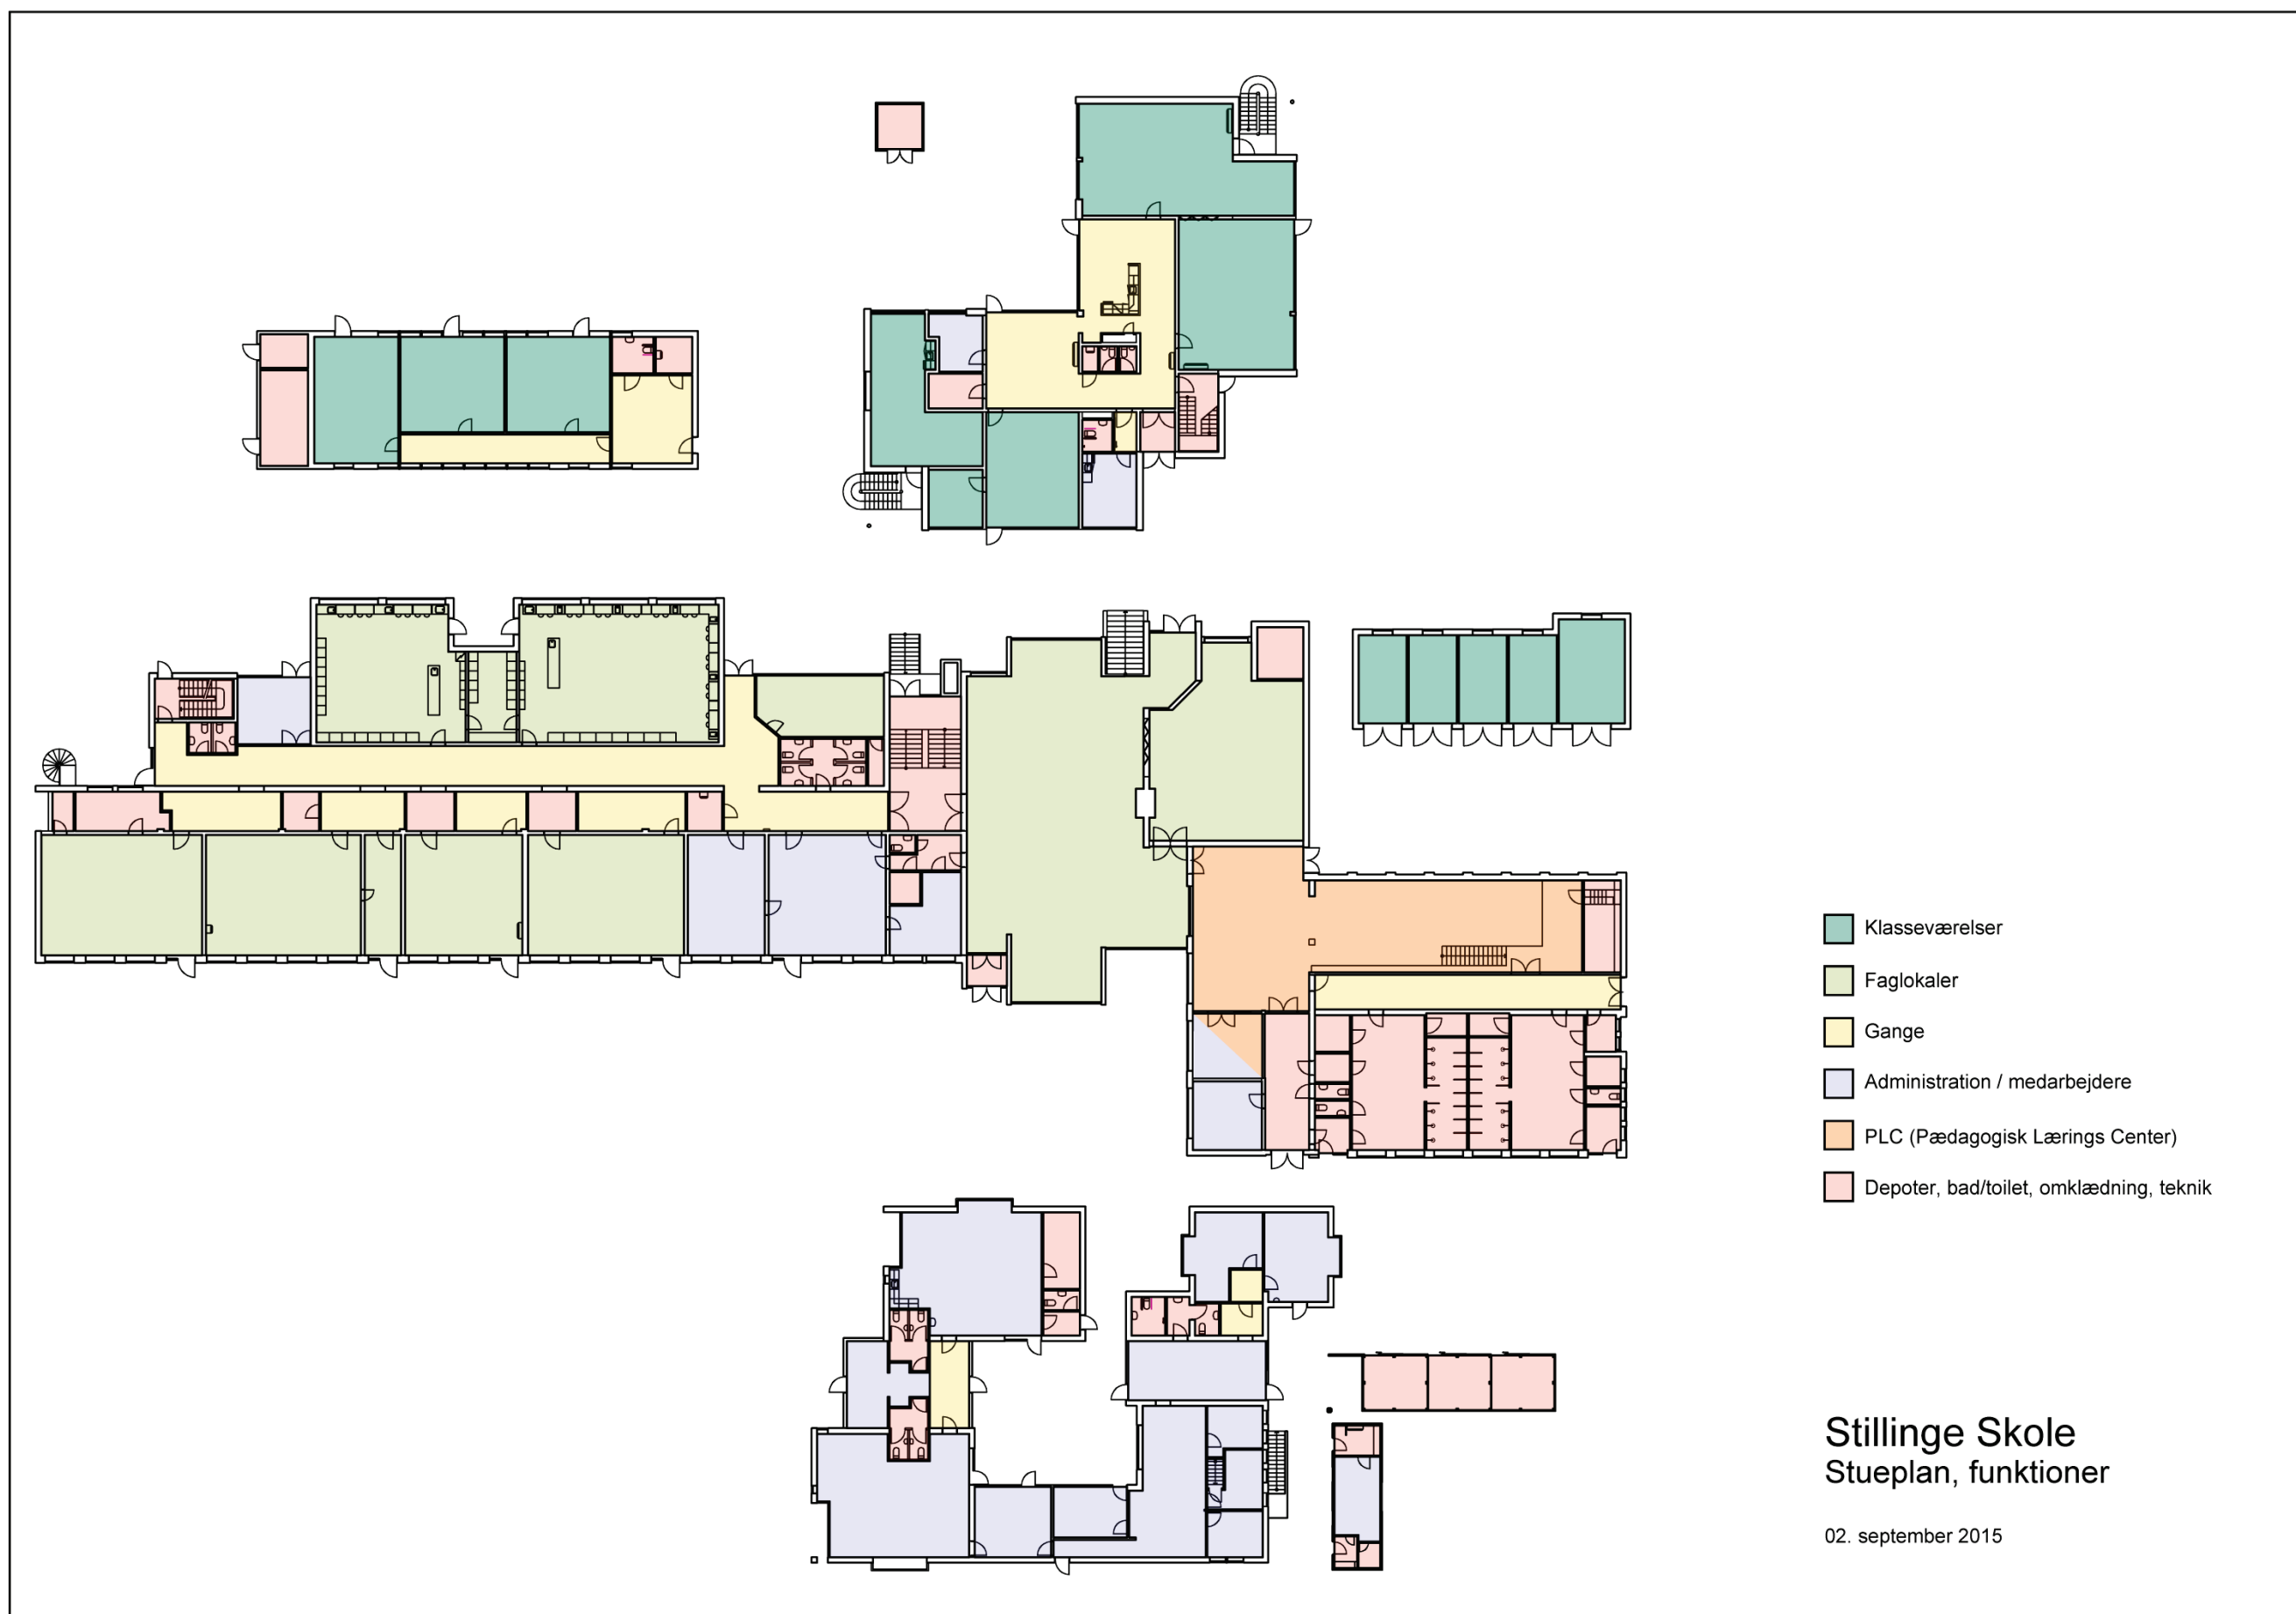 Klasseværelser
Faglokaler
Gange
Administration / medarbejdere
PLC (Pædagogisk Lærings Center)
Depoter, bad/toilet, omklædning, teknik
Stillinge Skole
Stueplan, funktioner
02. september 2015